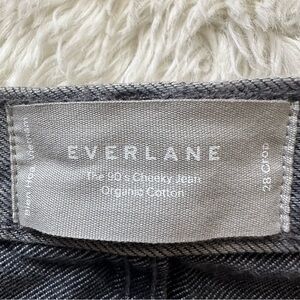 EVERLANE
The 90's Cheeky Jean
Organic Cotton
28 Crop